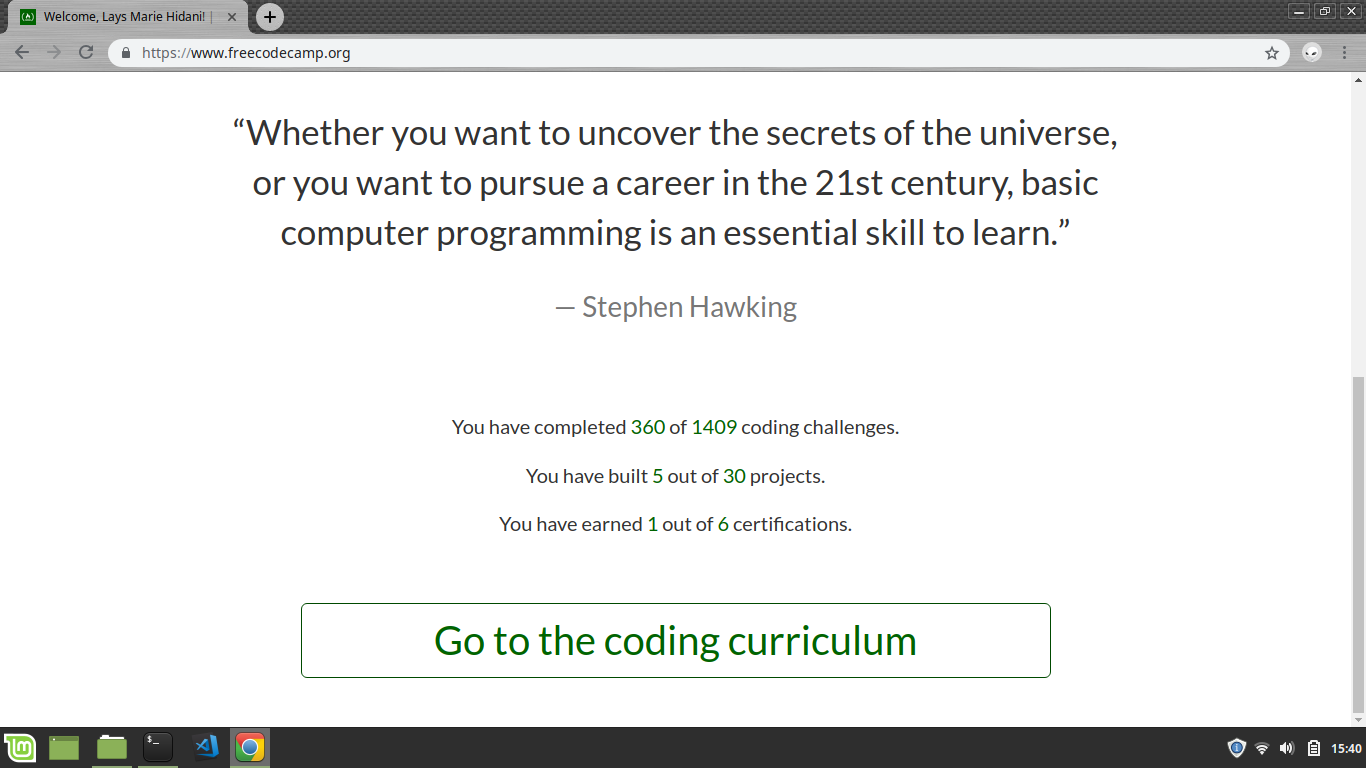 Welcome, Lays Marie Hidani! |
https://www.freecodecamp.org
“Whether you want to uncover the secrets of the universe,
or you want to pursue a career in the 21st century, basic
computer programming is an essential skill to learn.”
— Stephen Hawking
You have completed 360 of 1409 coding challenges.
You have built 5 out of 30 projects.
You have earned 1 out of 6 certifications.
Go to the coding curriculum
15:40